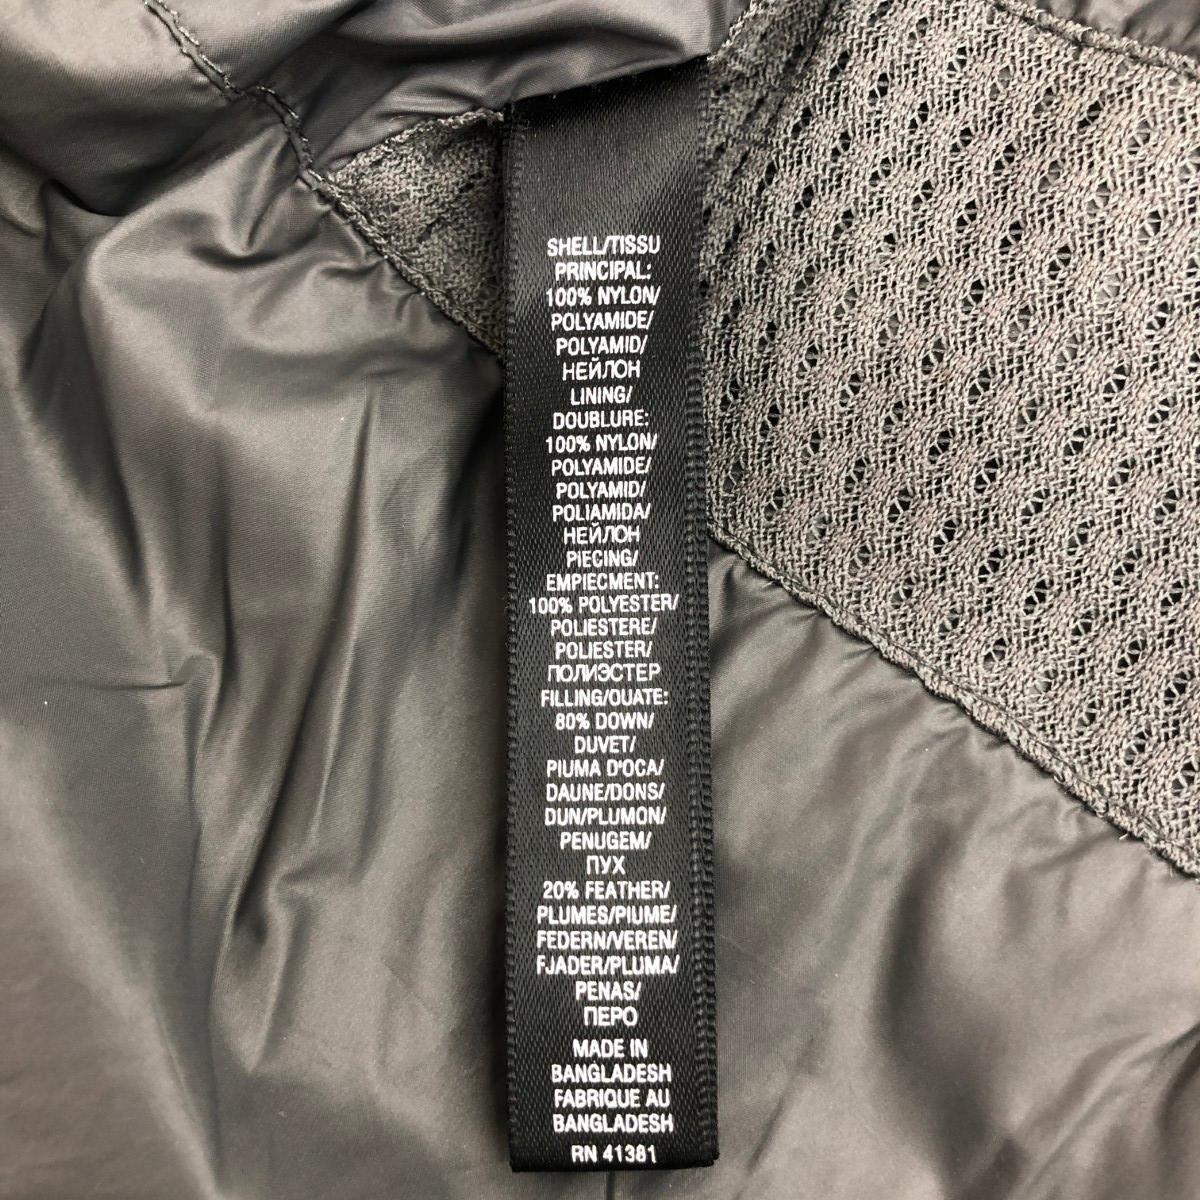 SHELL/TISSU
PRINCIPAL:
100% NYLON/
POLYAMIDE/
POLYAMID/
НЕЙЛОН
LINING/
DOUBLURE:
100% NYLON/
POLYAMIDE/
POLYAMID/
POLIAMIDA/
НЕЙЛОН
PIECING/
EMPIECMENT:
100% POLYESTER/
POLIESTERE/
POLIESTER/
ПОЛИЭСТЕР
FILLING/OUATE:
80% DOWN/
DUVET/
PIUMA D'OCA/
DAUNE/DONS/
DUN/PLUMON/
PENUGEM/
ПУХ
20% FEATHER/
PLUMES/PIUME/
FEDERN/VEREN/
FJADER/PLUMA/
PENAS/
ПЕРО
MADE IN
BANGLADESH
FABRIQUE AU
BANGLADESH
RN 41381